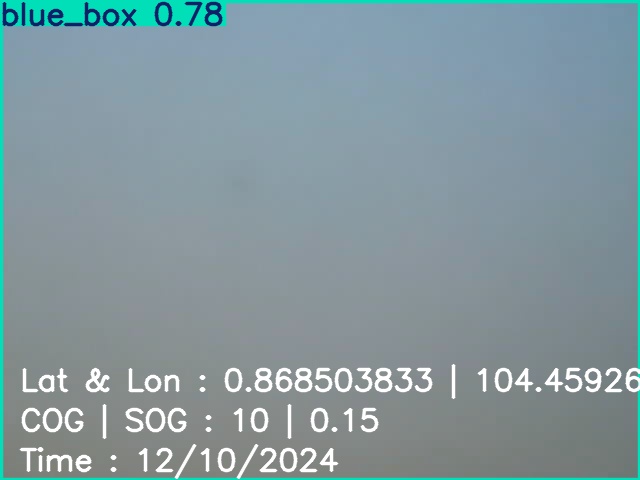 blue_box 0.78
Lat & Lon : 0.868503833 | 104.45926
COG | SOG : 10 | 0.15
Time : 12/10/2024